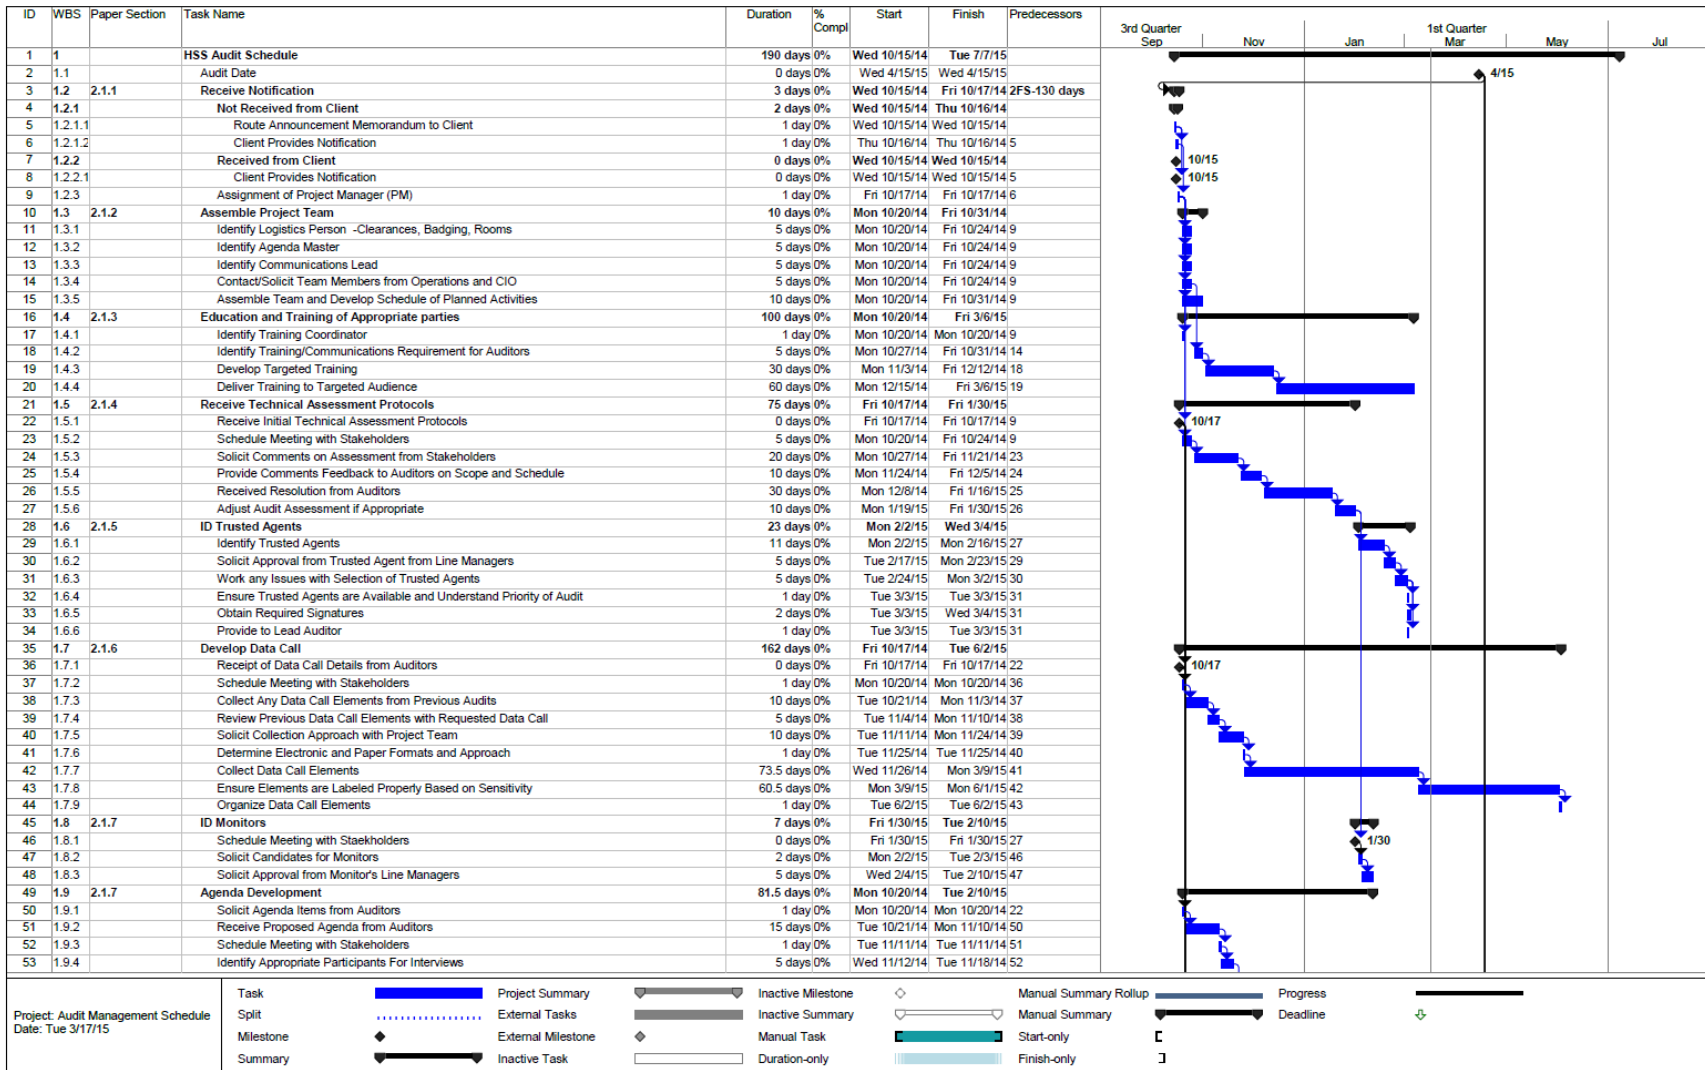 ID WBS Paper Section Task Name Duration % Compl Start Finish Predecessors
3rd Quarter 1st Quarter
Sep Nov Jan Mar May Jul
1 1 HSS Audit Schedule 190 days 0% Wed 10/15/14 Tue 7/7/15
2 1.1 Audit Date 0 days 0% Wed 4/15/15 Wed 4/15/15 4/15
3 1.2 2.1.1 Receive Notification 3 days 0% Wed 10/15/14 Fri 10/17/14 2FS-130 days
4 1.2.1 Not Received from Client 2 days 0% Wed 10/15/14 Thu 10/16/14
5 1.2.1.1 Route Announcement Memorandum to Client 1 day 0% Wed 10/15/14 Wed 10/15/14
6 1.2.1.2 Client Provides Notification 1 day 0% Thu 10/16/14 Thu 10/16/14 5
7 1.2.2 Received from Client 0 days 0% Wed 10/15/14 Wed 10/15/14 10/15
8 1.2.2.1 Client Provides Notification 0 days 0% Wed 10/15/14 Wed 10/15/14 5 10/15
9 1.2.3 Assignment of Project Manager (PM) 1 day 0% Fri 10/17/14 Fri 10/17/14 6
10 1.3 2.1.2 Assemble Project Team 10 days 0% Mon 10/20/14 Fri 10/31/14
11 1.3.1 Identify Logistics Person -Clearances, Badging, Rooms 5 days 0% Mon 10/20/14 Fri 10/24/14 9
12 1.3.2 Identify Agenda Master 5 days 0% Mon 10/20/14 Fri 10/24/14 9
13 1.3.3 Identify Communications Lead 5 days 0% Mon 10/20/14 Fri 10/24/14 9
14 1.3.4 Contact/Solicit Team Members from Operations and CIO 5 days 0% Mon 10/20/14 Fri 10/24/14 9
15 1.3.5 Assemble Team and Develop Schedule of Planned Activities 10 days 0% Mon 10/20/14 Fri 10/31/14 9
16 1.4 2.1.3 Education and Training of Appropriate parties 100 days 0% Mon 10/20/14 Fri 3/6/15
17 1.4.1 Identify Training Coordinator 1 day 0% Mon 10/20/14 Mon 10/20/14 9
18 1.4.2 Identify Training/Communications Requirement for Auditors 5 days 0% Mon 10/27/14 Fri 10/31/14 14
19 1.4.3 Develop Targeted Training 30 days 0% Mon 11/3/14 Fri 12/12/14 18
20 1.4.4 Deliver Training to Targeted Audience 60 days 0% Mon 12/15/14 Fri 3/6/15 19
21 1.5 2.1.4 Receive Technical Assessment Protocols 75 days 0% Fri 10/17/14 Fri 1/30/15
22 1.5.1 Receive Initial Technical Assessment Protocols 0 days 0% Fri 10/17/14 Fri 10/17/14 9 10/17
23 1.5.2 Schedule Meeting with Stakeholders 5 days 0% Mon 10/20/14 Fri 10/24/14 9
24 1.5.3 Solicit Comments on Assessment from Stakeholders 20 days 0% Mon 10/27/14 Fri 11/21/14 23
25 1.5.4 Provide Comments Feedback to Auditors on Scope and Schedule 10 days 0% Mon 11/24/14 Fri 12/5/14 24
26 1.5.5 Received Resolution from Auditors 30 days 0% Mon 12/8/14 Fri 1/16/15 25
27 1.5.6 Adjust Audit Assessment if Appropriate 10 days 0% Mon 1/19/15 Fri 1/30/15 26
28 1.6 2.1.5 ID Trusted Agents 23 days 0% Mon 2/2/15 Wed 3/4/15
29 1.6.1 Identify Trusted Agents 11 days 0% Mon 2/2/15 Mon 2/16/15 27
30 1.6.2 Solicit Approval from Trusted Agent from Line Managers 5 days 0% Tue 2/17/15 Mon 2/23/15 29
31 1.6.3 Work any Issues with Selection of Trusted Agents 5 days 0% Tue 2/24/15 Mon 3/2/15 30
32 1.6.4 Ensure Trusted Agents are Available and Understand Priority of Audit 1 day 0% Tue 3/3/15 Tue 3/3/15 31
33 1.6.5 Obtain Required Signatures 2 days 0% Tue 3/3/15 Wed 3/4/15 31
34 1.6.6 Provide to Lead Auditor 1 day 0% Tue 3/3/15 Tue 3/3/15 31
35 1.7 2.1.6 Develop Data Call 162 days 0% Fri 10/17/14 Tue 6/2/15
36 1.7.1 Receipt of Data Call Details from Auditors 0 days 0% Fri 10/17/14 Fri 10/17/14 22 10/17
37 1.7.2 Schedule Meeting with Stakeholders 1 day 0% Mon 10/20/14 Mon 10/20/14 36
38 1.7.3 Collect Any Data Call Elements from Previous Audits 10 days 0% Tue 10/21/14 Mon 11/3/14 37
39 1.7.4 Review Previous Data Call Elements with Requested Data Call 5 days 0% Tue 11/4/14 Mon 11/10/14 38
40 1.7.5 Solicit Collection Approach with Project Team 10 days 0% Tue 11/11/14 Mon 11/24/14 39
41 1.7.6 Determine Electronic and Paper Formats and Approach 1 day 0% Tue 11/25/14 Tue 11/25/14 40
42 1.7.7 Collect Data Call Elements 73.5 days 0% Wed 11/26/14 Mon 3/9/15 41
43 1.7.8 Ensure Elements are Labeled Properly Based on Sensitivity 60.5 days 0% Mon 3/9/15 Mon 6/1/15 42
44 1.7.9 Organize Data Call Elements 1 day 0% Tue 6/2/15 Tue 6/2/15 43
45 1.8 2.1.7 ID Monitors 7 days 0% Fri 1/30/15 Tue 2/10/15
46 1.8.1 Schedule Meeting with Staekholders 0 days 0% Fri 1/30/15 Fri 1/30/15 27 1/30
47 1.8.2 Solicit Candidates for Monitors 2 days 0% Mon 2/2/15 Tue 2/3/15 46
48 1.8.3 Solicit Approval from Monitor's Line Managers 5 days 0% Wed 2/4/15 Tue 2/10/15 47
49 1.9 2.1.7 Agenda Development 81.5 days 0% Mon 10/20/14 Tue 2/10/15
50 1.9.1 Solicit Agenda Items from Auditors 1 day 0% Mon 10/20/14 Mon 10/20/14 22
51 1.9.2 Receive Proposed Agenda from Auditors 15 days 0% Tue 10/21/14 Mon 11/10/14 50
52 1.9.3 Schedule Meeting with Stakeholders 1 day 0% Tue 11/11/14 Tue 11/11/14 51
53 1.9.4 Identify Appropriate Participants For Interviews 5 days 0% Wed 11/12/14 Tue 11/18/14 52
Project: Audit Management Schedule
Date: Tue 3/17/15
Task Project Summary Inactive Milestone Manual Summary Rollup Progress
Split External Tasks Inactive Summary Manual Summary Deadline
Milestone External Milestone Manual Task Start-only
Summary Inactive Task Duration-only Finish-only